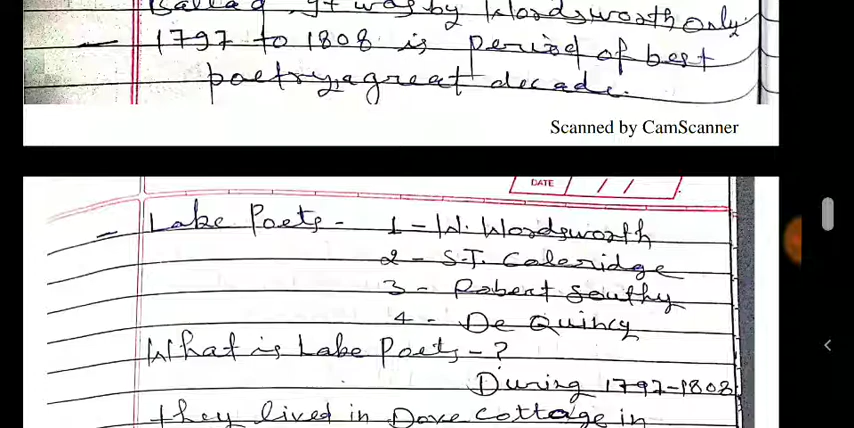 Ballad, It was by Wordsworth only
— 1797 to 1808 is period of best
poetry, a great decade.
Scanned by CamScanner
DATE / /
– Lake Poets - 1 - W. Wordsworth
2 - S.T. Coleridge
3 - Robert Southy
4 - De Quincy
What is Lake Poets - ?
During 1797-1808
they lived in Dove Cottage in